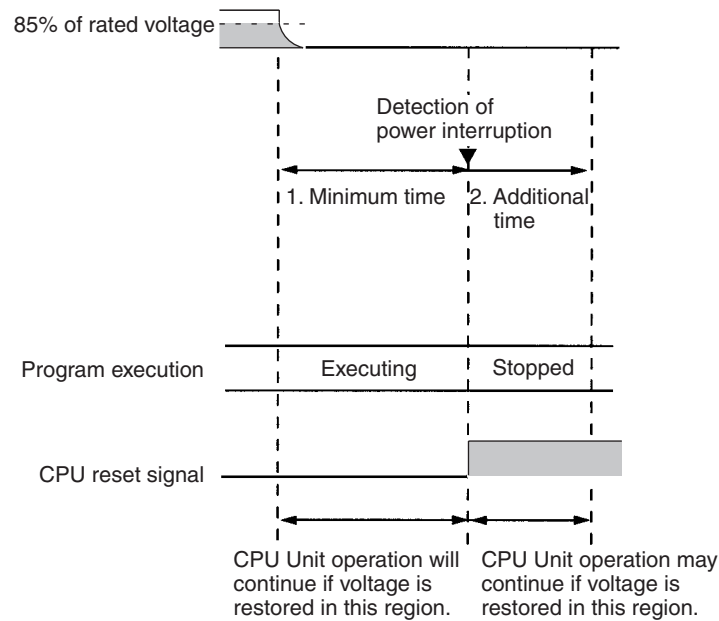 85% of rated voltage
Detection of
power interruption
1. Minimum time
2. Additional
time
Program execution
Executing
Stopped
CPU reset signal
CPU Unit operation will
continue if voltage is
restored in this region.
CPU Unit operation may
continue if voltage is
restored in this region.